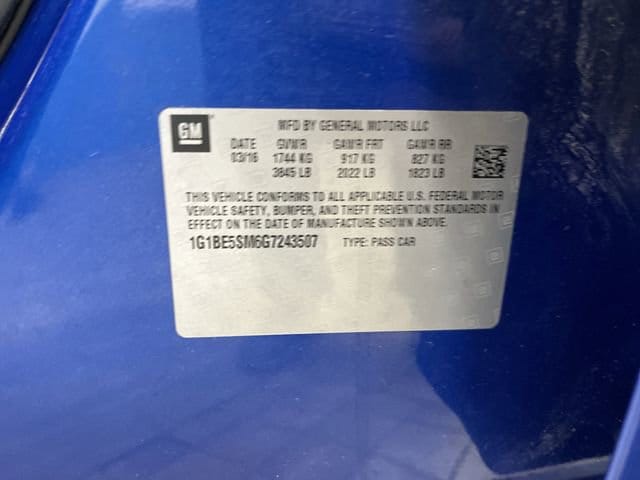 GM
MFD BY GENERAL MOTORS LLC
DATE GVWR GAWR FRT GAWR RR
03/16 1744 KG 917 KG 827 KG
3845 LB 2022 LB 1823 LB
THIS VEHICLE CONFORMS TO ALL APPLICABLE U.S. FEDERAL MOTOR
VEHICLE SAFETY, BUMPER, AND THEFT PREVENTION STANDARDS IN
EFFECT ON THE DATE OF MANUFACTURE SHOWN ABOVE.
1G1BE5SM6G7243507 TYPE: PASS CAR